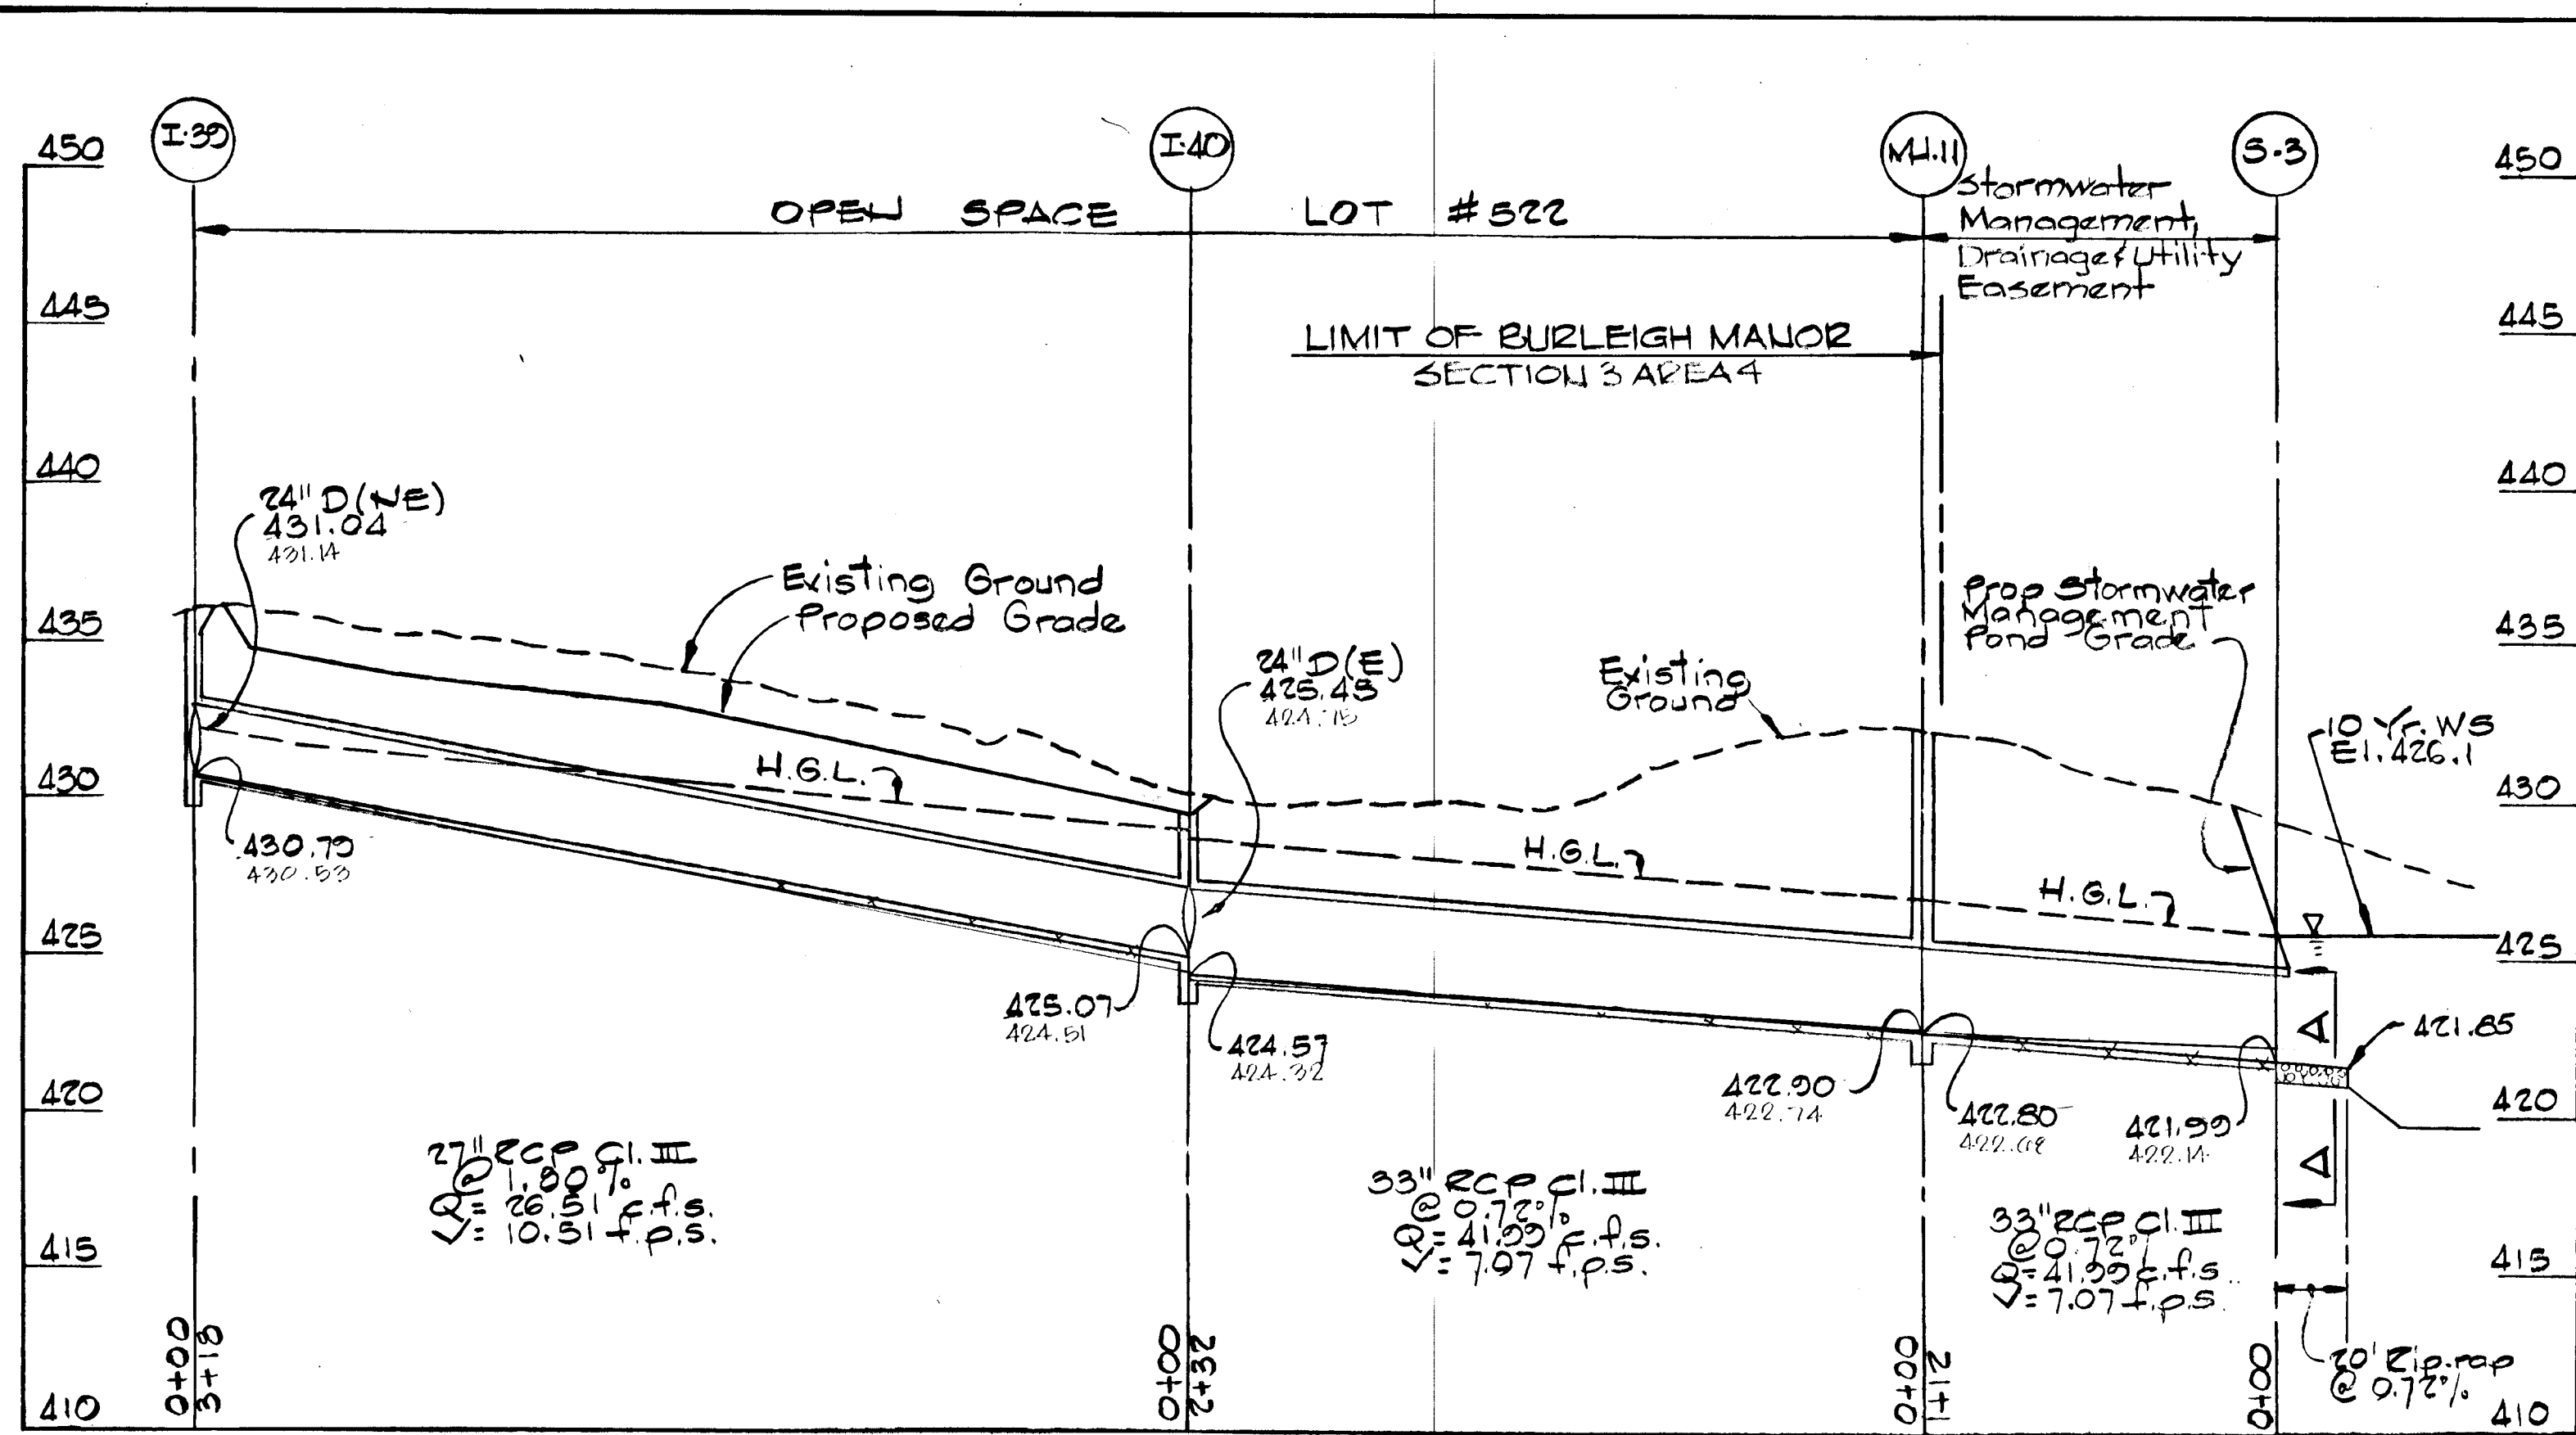 I-39
I-40
MH.11
S-3
450
450
OPEN SPACE LOT #522
Stormwater
Management,
Drainage & Utility
Easement
445
445
LIMIT OF BURLEIGH MANOR
SECTION 3 AREA 4
440
440
24" D (NE)
431.04
431.14
Existing Ground
Proposed Grade
435
435
24" D (E)
425.45
Existing
Ground
Prop Stormwater
Management
Pond Grade
10 Yr. WS
El. 426.1
430
430
H.G.L.
H.G.L.
H.G.L.
430.79
430.53
425
425
425.07
424.51
424.57
424.32
422.90
422.74
422.80
421.99
422.14
421.85
A
A
420
420
27" RCP Cl. III
@ 1.80%
Q= 26.51 c.f.s.
V= 10.51 f.p.s.
33" RCP Cl. III
@ 0.72%
Q= 41.99 c.f.s.
V= 7.07 f.p.s.
33" RCP Cl. III
@ 0.72%
Q= 41.99 c.f.s.
V= 7.07 f.p.s.
415
415
20' Rip-rap
@ 0.72%
0+00
3+18
0+00
2+32
0+00
1+12
0+00
410
410